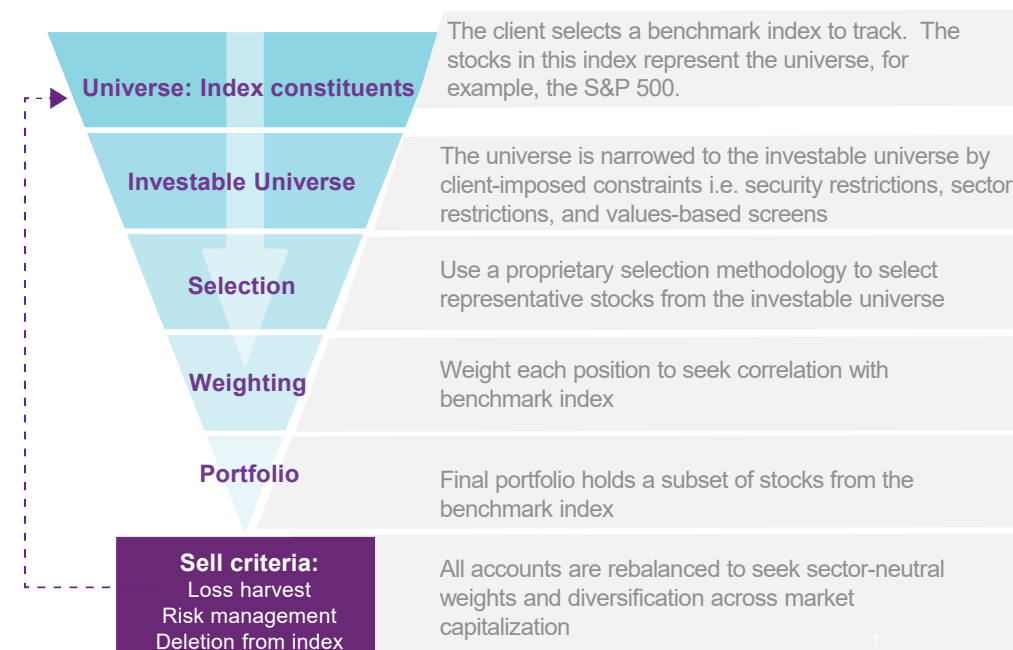 Universe: Index constituents
The client selects a benchmark index to track.  The
stocks in this index represent the universe, for
example, the S&P 500.
Investable Universe
The universe is narrowed to the investable universe by
client-imposed constraints i.e. security restrictions, sector
restrictions, and values-based screens
Selection
Use a proprietary selection methodology to select
representative stocks from the investable universe
Weighting
Weight each position to seek correlation with
benchmark index
Portfolio
Final portfolio holds a subset of stocks from the
benchmark index
Sell criteria:
Loss harvest
Risk management
Deletion from index
All accounts are rebalanced to seek sector-neutral
weights and diversification across market
capitalization
1